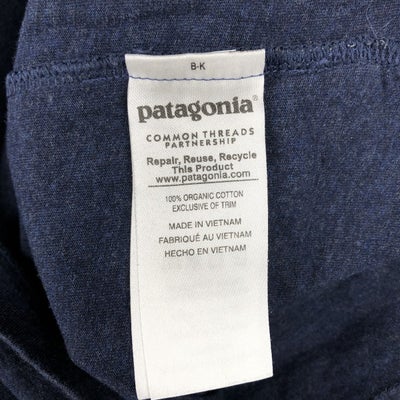 B-K
patagonia®
COMMON THREADS
PARTNERSHIP
Repair, Reuse, Recycle
This Product
www.patagonia.com
100% ORGANIC COTTON
EXCLUSIVE OF TRIM
MADE IN VIETNAM
FABRIQUÉ AU VIETNAM
HECHO EN VIETNAM